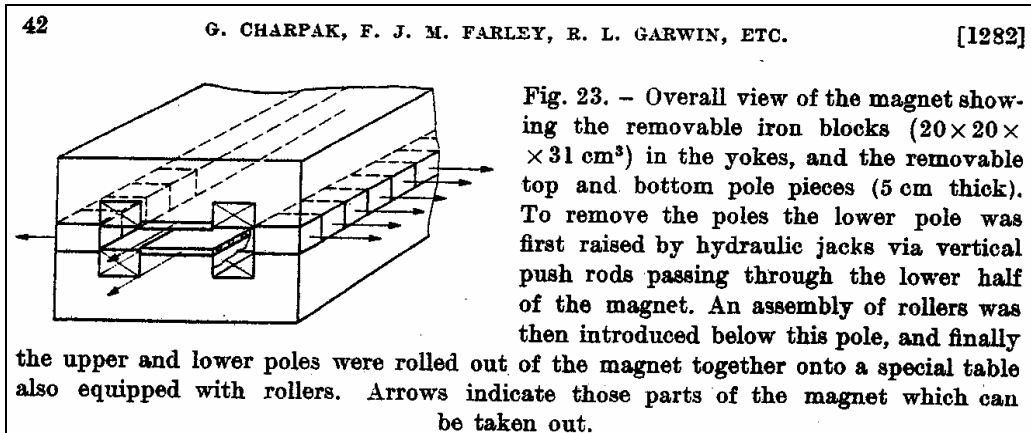 42 G. CHARPAK, F. J. M. FARLEY, R. L. GARWIN, ETC. [1282]
Fig. 23. – Overall view of the magnet show-
ing the removable iron blocks (20×20×
×31 cm³) in the yokes, and the removable
top and bottom pole pieces (5 cm thick).
To remove the poles the lower pole was
first raised by hydraulic jacks via vertical
push rods passing through the lower half
of the magnet. An assembly of rollers was
then introduced below this pole, and finally
the upper and lower poles were rolled out of the magnet together onto a special table
also equipped with rollers. Arrows indicate those parts of the magnet which can
be taken out.